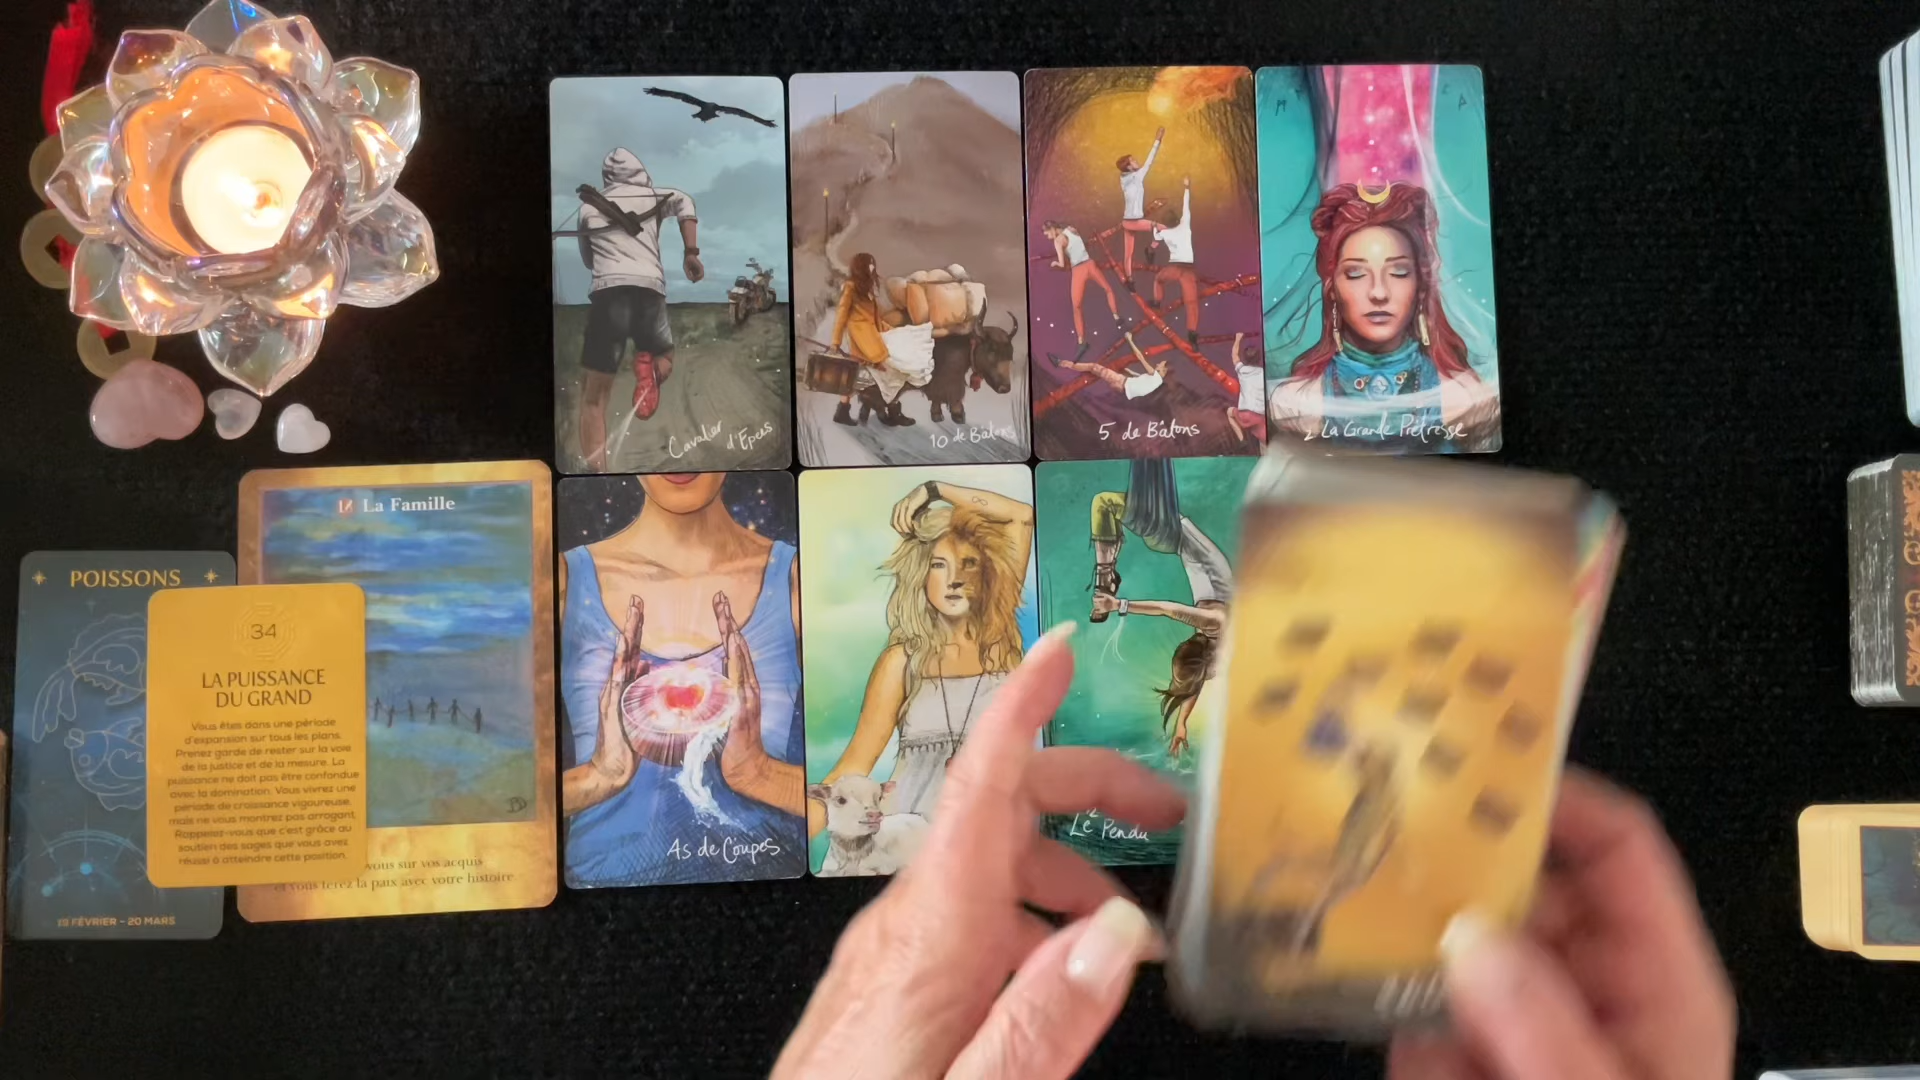 Cavalier d'Epees
10 de Bâtons
5 de Bâtons
2 La Grande Prêtresse
18 La Famille
vous sur vos acquis
et vous ferez la paix avec votre histoire.
POISSONS
19 FÉVRIER - 20 MARS
34
LA PUISSANCE
DU GRAND
Vous êtes dans une période
d'expansion sur tous les plans.
Prenez garde de rester sur la voie
de la justice et de la mesure. La
puissance ne doit pas être confondue
avec la domination. Vous vivrez une
période de croissance vigoureuse,
mais ne vous montrez pas arrogant.
Rappelez-vous que c'est grâce au
soutien des sages que vous avez
réussi à atteindre cette position.
As de Coupes
12
Le Pendu